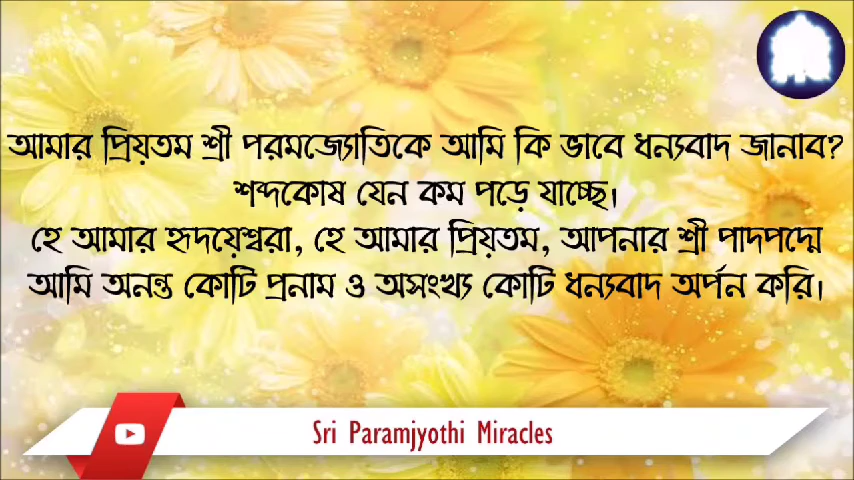 আমার প্রিয়তম শ্রী পরমজ্যোতিকে আমি কি ভাবে ধন্যবাদ জানাব?
শব্দকোষ যেন কম পড়ে যাচ্ছে।
হে আমার হৃদয়েশ্বরা, হে আমার প্রিয়তম, আপনার শ্রী পাদপদ্মে
আমি অনন্ত কোটি প্রনাম ও অসংখ্য কোটি ধন্যবাদ অর্পন করি।
Sri Paramjyothi Miracles